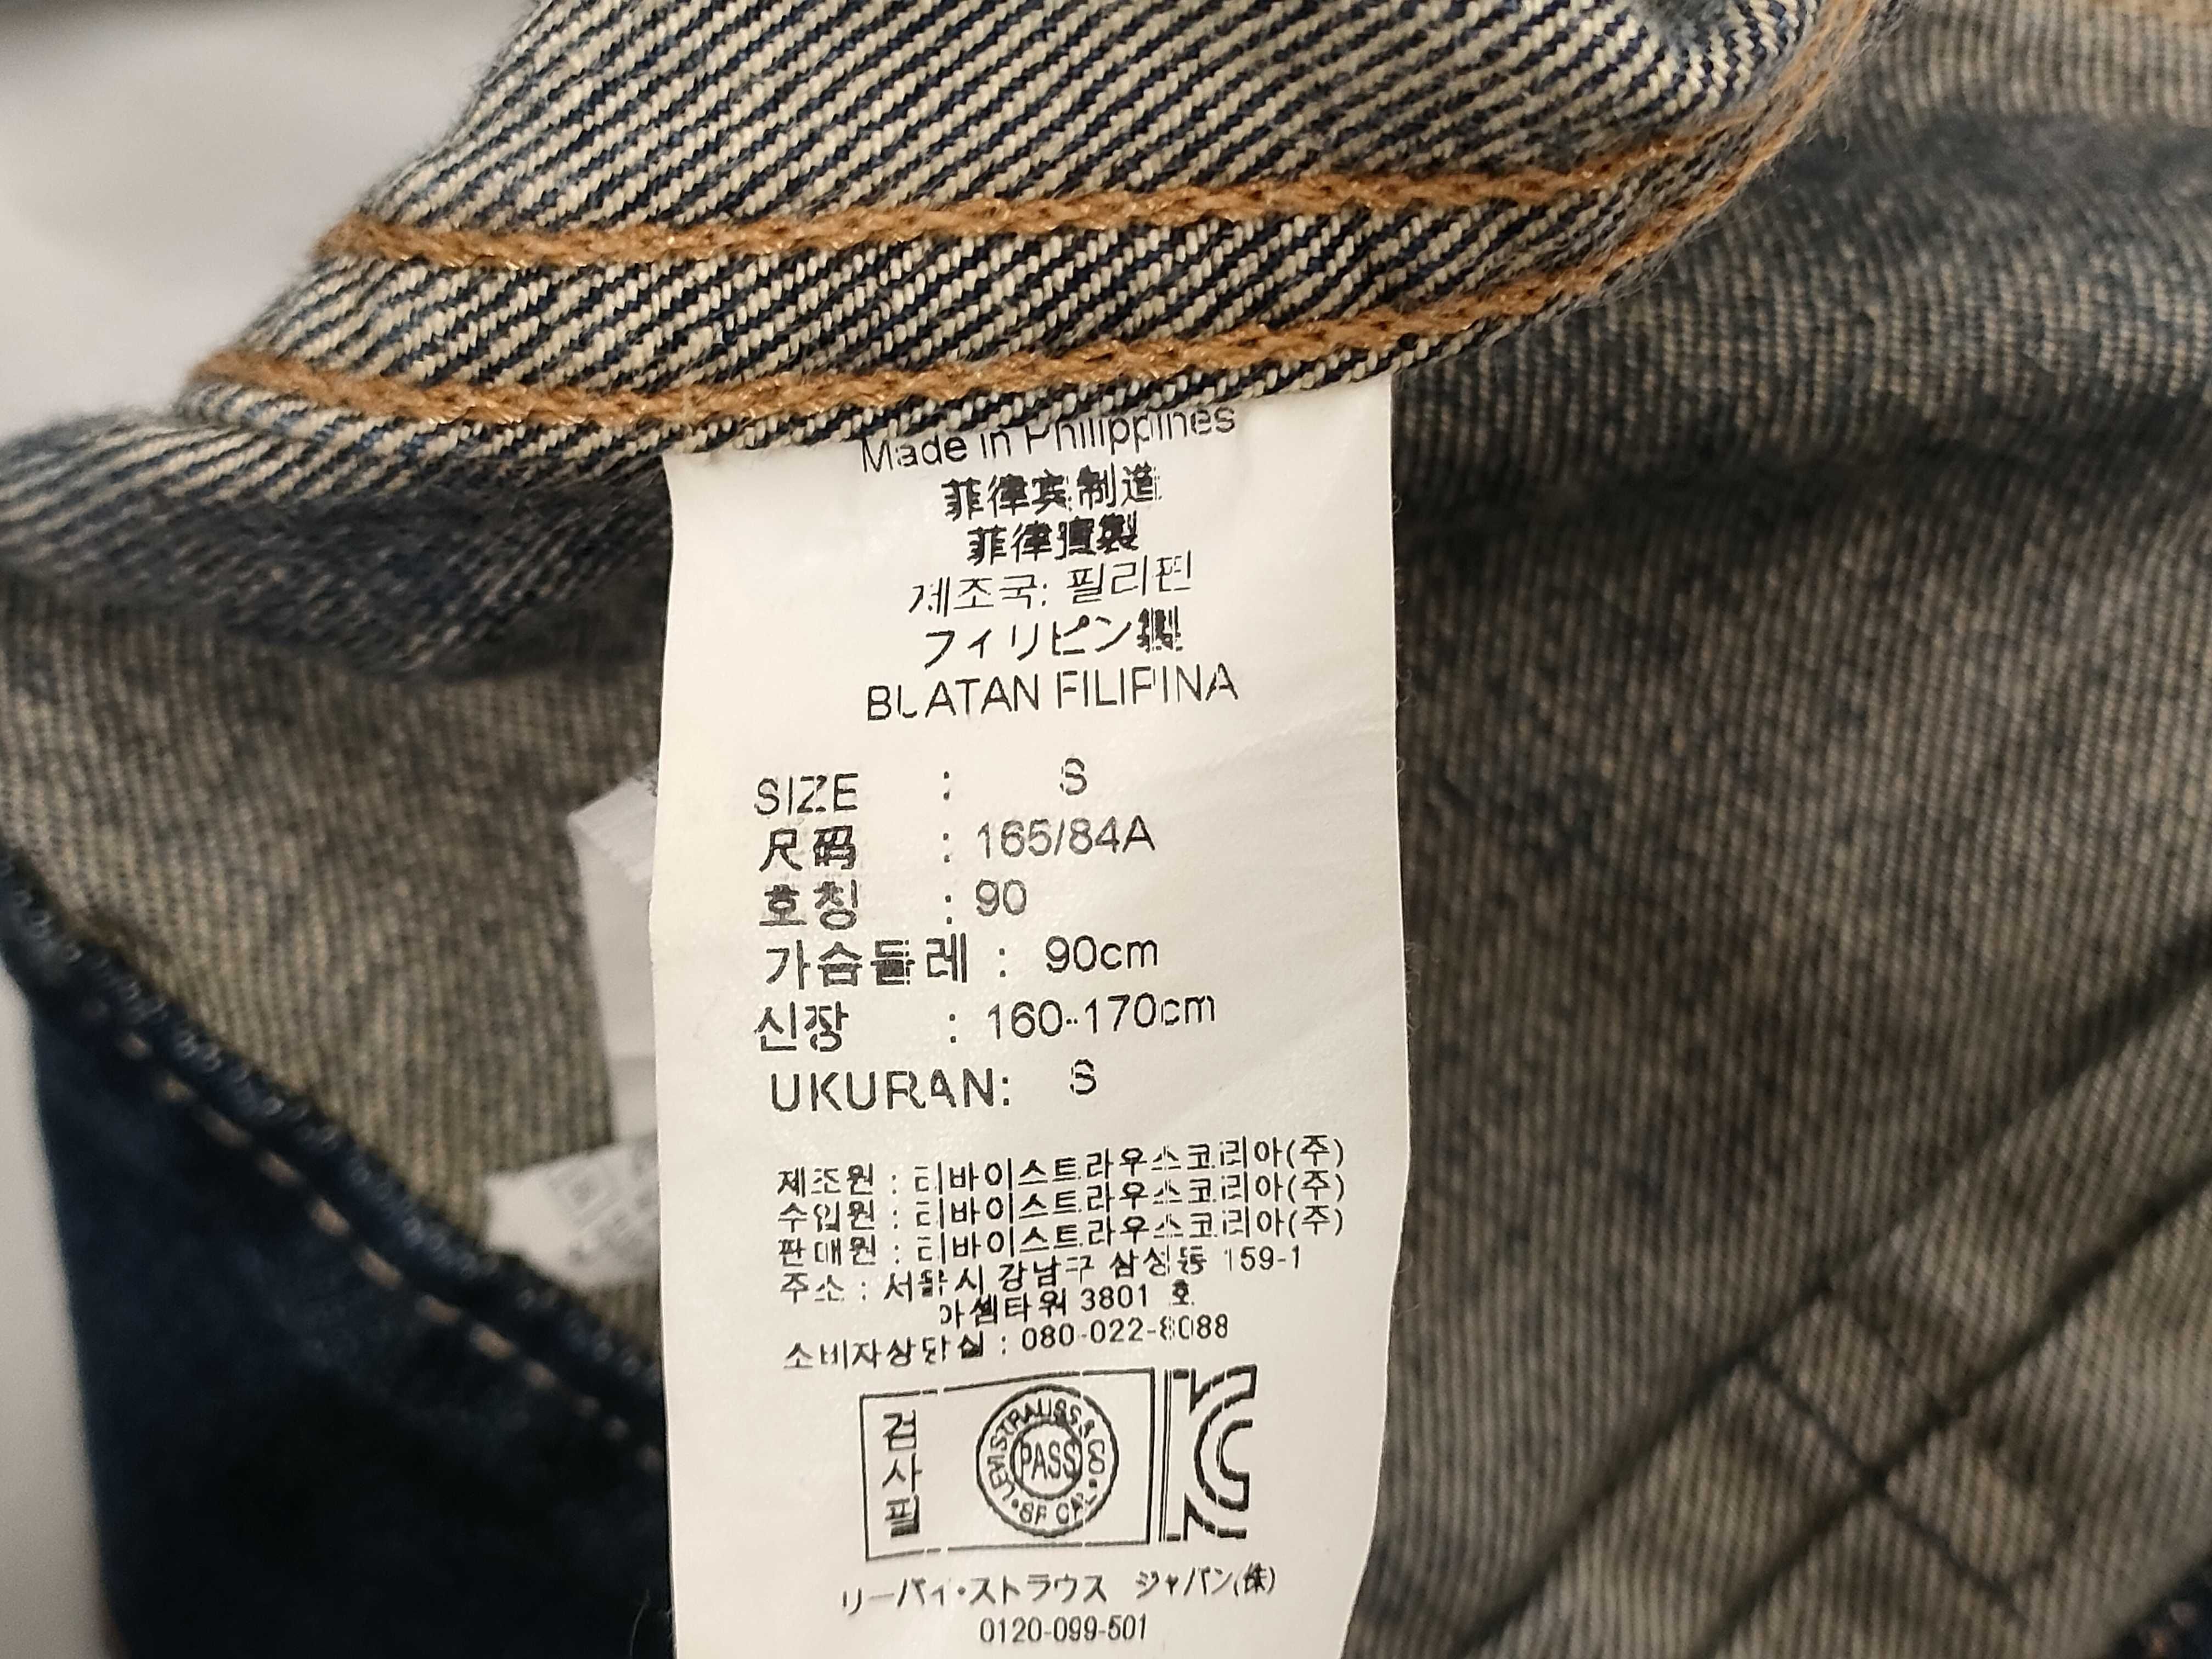 Made in Philippines
菲律宾制造
菲律賓製
제조국: 필리핀
フィリピン製
BUATAN FILIPINA
SIZE : S
尺码 : 165/84A
호칭 : 90
가슴둘레 : 90cm
신장 : 160-170cm
UKURAN: S
제조원 : 리바이스트라우스코리아(주)
수입원 : 리바이스트라우스코리아(주)
판매원 : 리바이스트라우스코리아(주)
주소 : 서울시 강남구 삼성동 159-1
아셈타워 3801 호
소비자상담실 : 080-022-8088
검사필
LEVI STRAUSS & CO
PASS
SF CAL
KC
リーバイ・ストラウス ジャパン(株)
0120-099-501